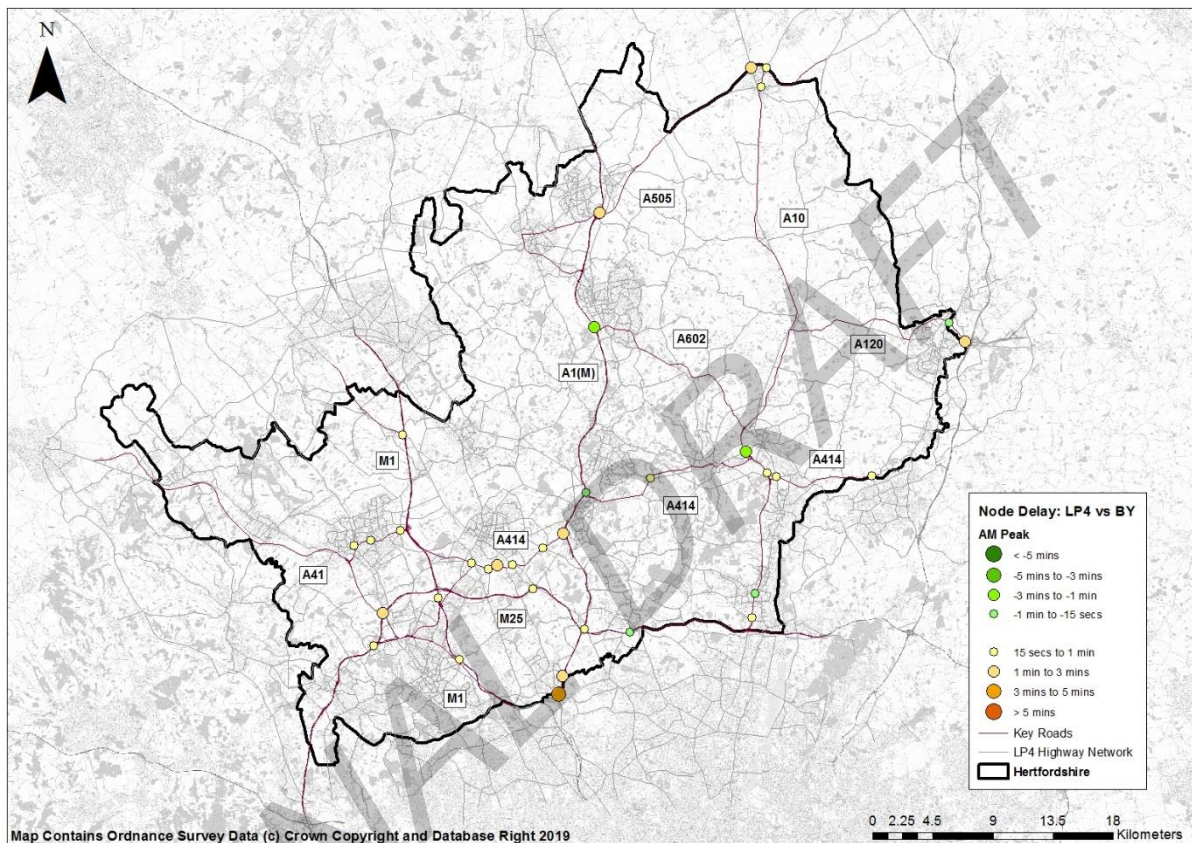 N
A505
A10
A602
A120
A1(M)
M1
A414
A414
A414
A41
M25
M1
Node Delay: LP4 vs BY
AM Peak
< -5 mins
-5 mins to -3 mins
-3 mins to -1 min
-1 min to -15 secs
15 secs to 1 min
1 min to 3 mins
3 mins to 5 mins
> 5 mins
Key Roads
LP4 Highway Network
Hertfordshire
NAL DRAFT
Map Contains Ordnance Survey Data (c) Crown Copyright and Database Right 2019
0 2.25 4.5 9 13.5 18
Kilometers